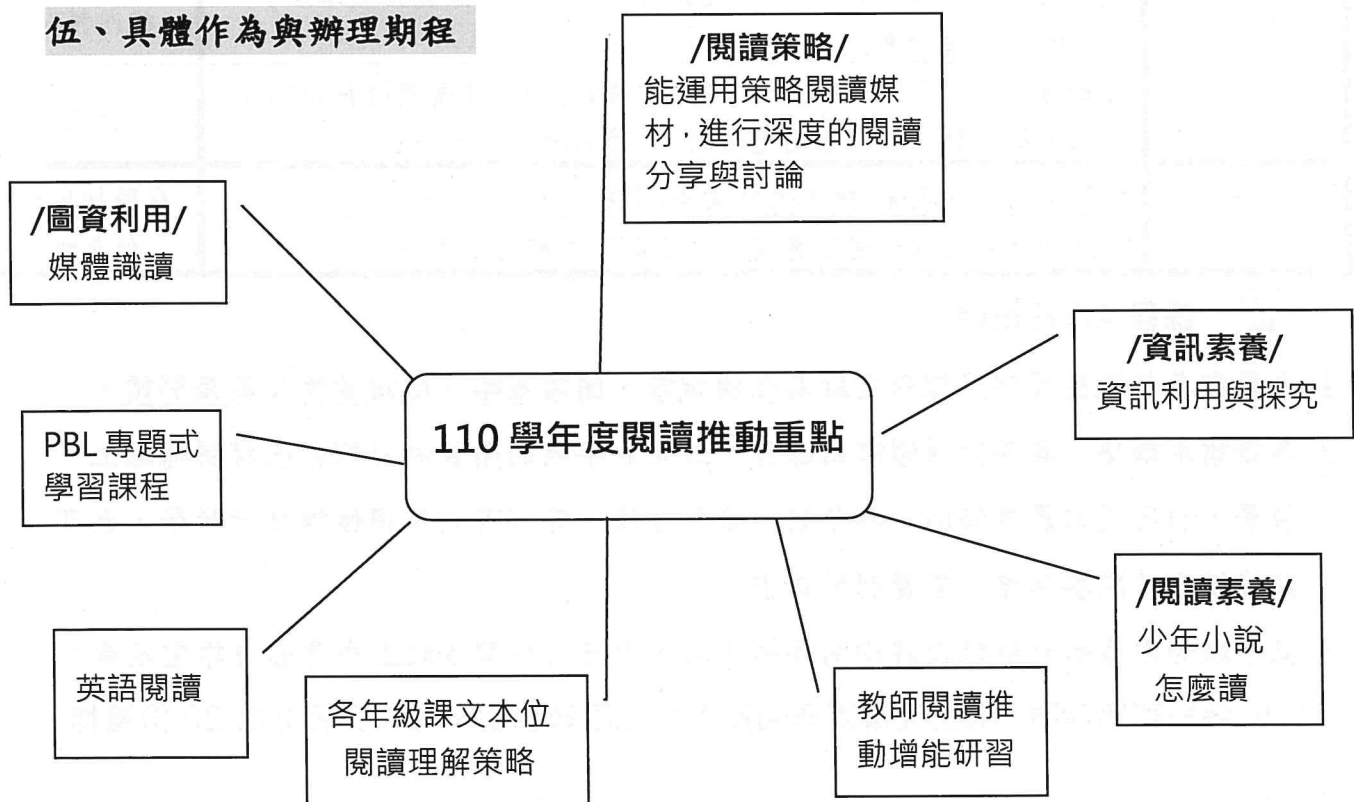 伍、具體作為與辦理期程
/閱讀策略/
能運用策略閱讀媒
材，進行深度的閱讀
分享與討論
/圖資利用/
媒體識讀
/資訊素養/
資訊利用與探究
110 學年度閱讀推動重點
PBL 專題式
學習課程
/閱讀素養/
少年小說
怎麼讀
英語閱讀
各年級課文本位
閱讀理解策略
教師閱讀推
動增能研習